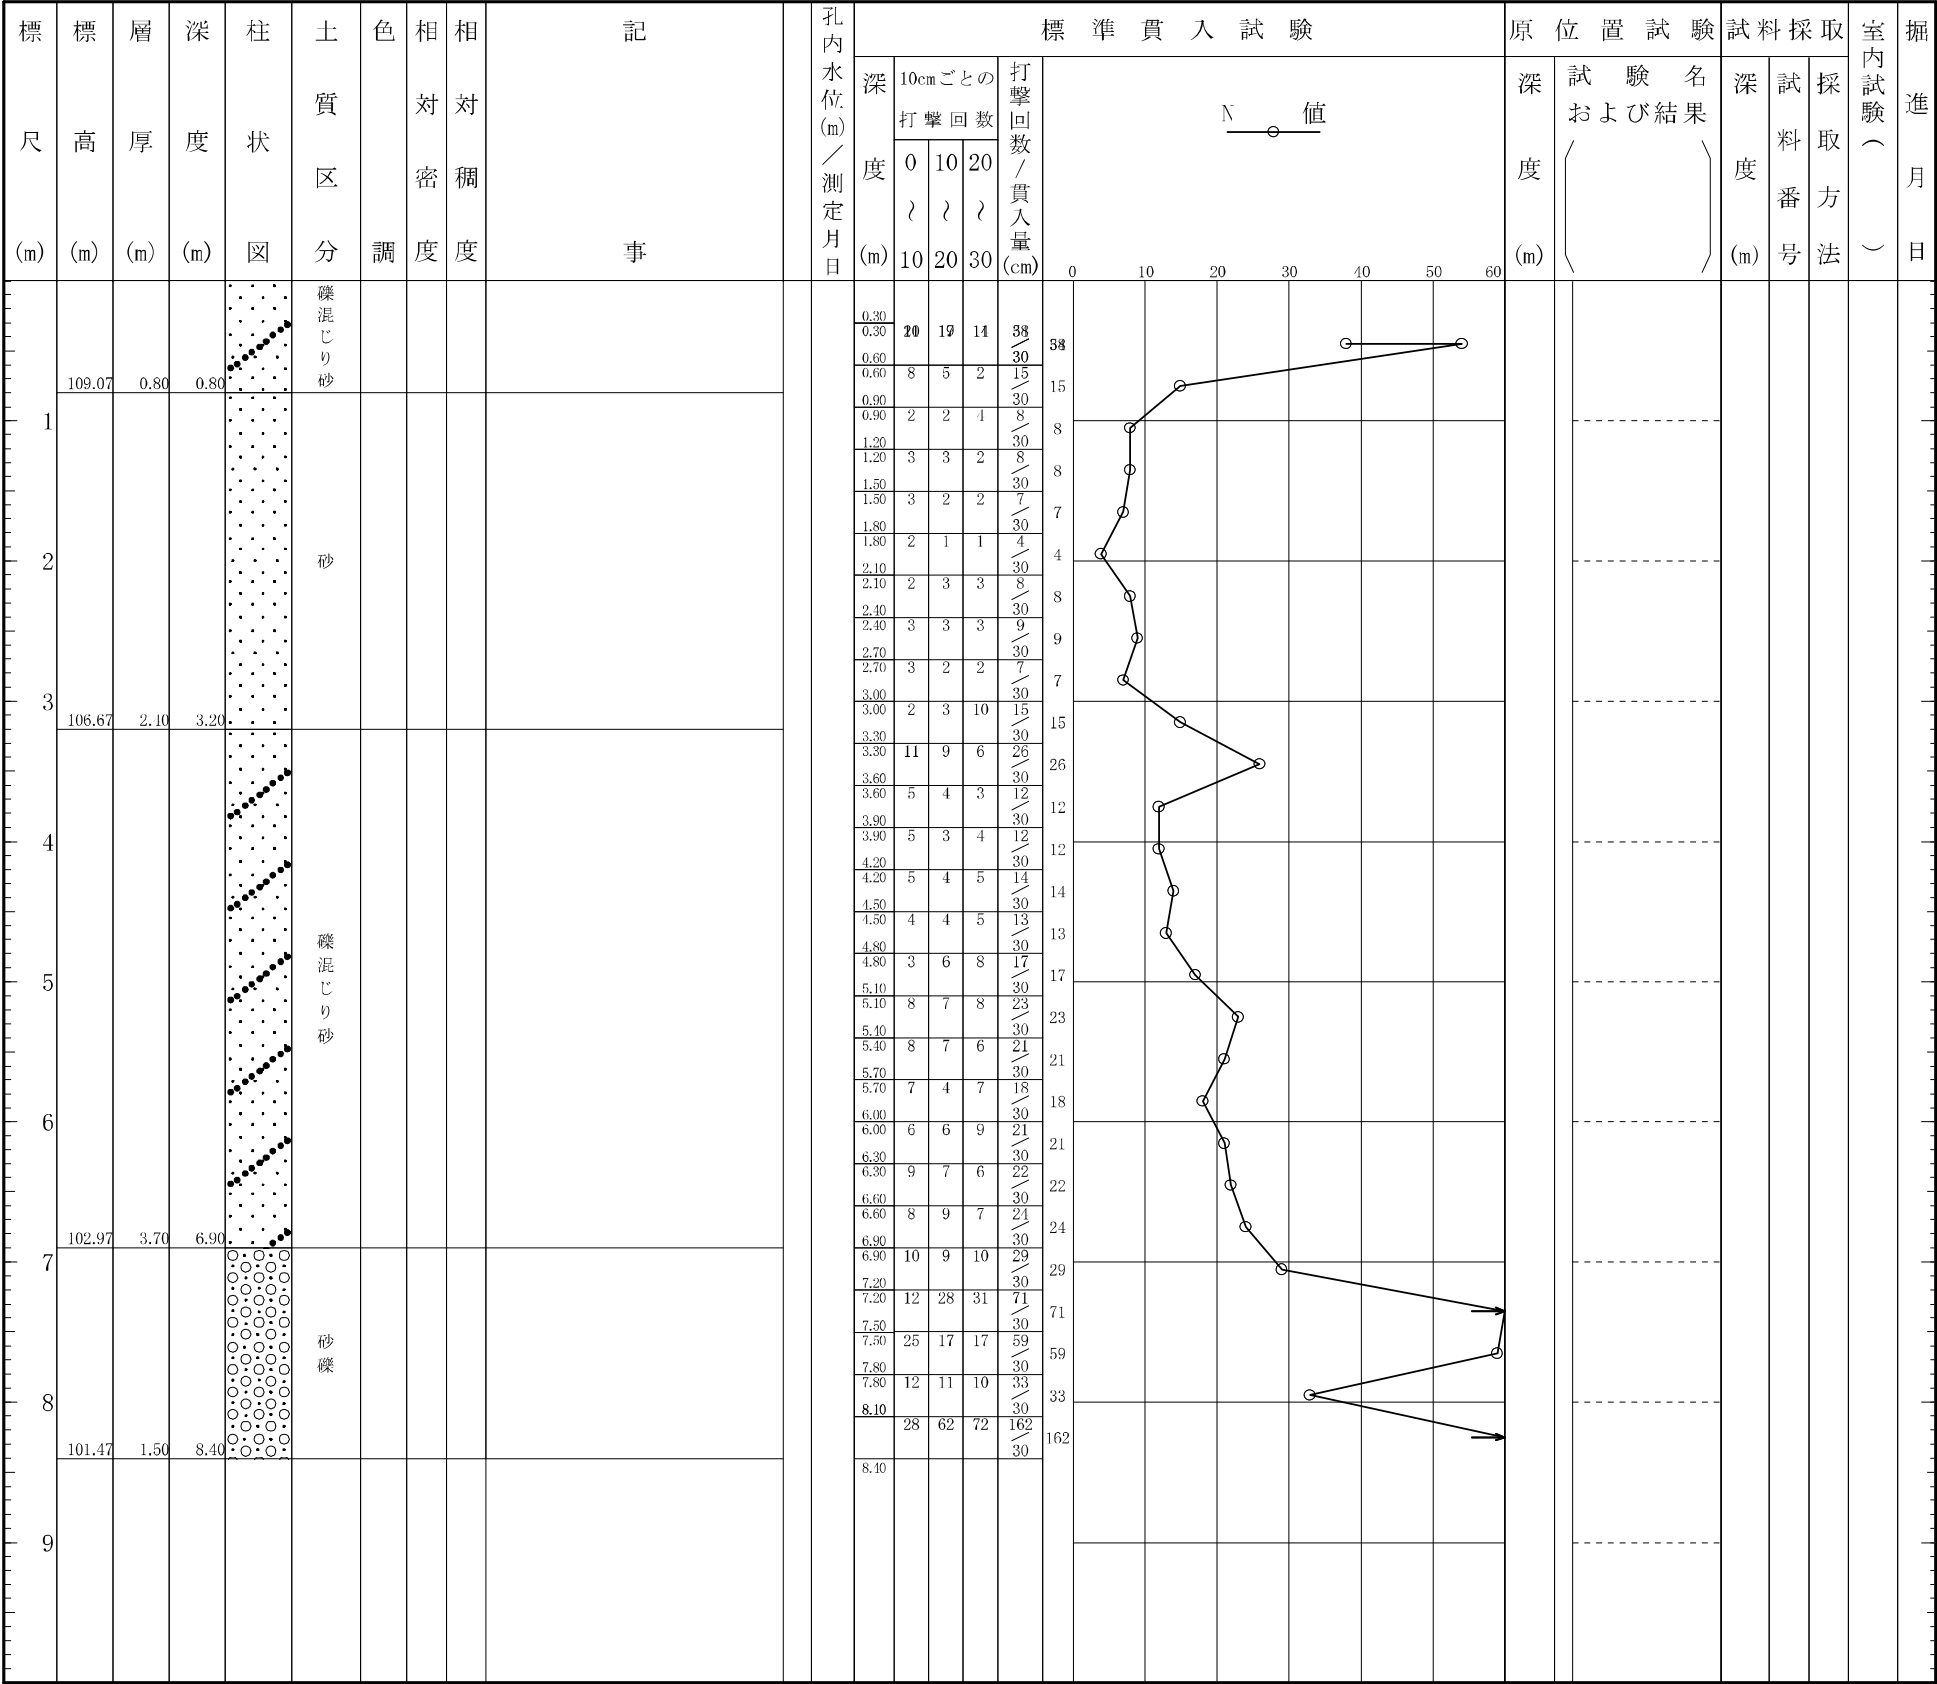 標尺(m)
標高(m)
層厚(m)
深度(m)
柱状図
土質区分
色調
相対密度
相対稠度
記事
孔内水位(m)／測定月日
標準貫入試験
深度(m)
10cmごとの
打撃回数
0 10 20
〜 〜 〜
10 20 30
打撃回数/貫入量(cm)
N 値
0 10 20 30 40 50 60
原位置試験
深度(m)
試験名
および結果
試料採取
深度(m)
試料番号
採取方法
室内試験（ ）
掘進月日
礫混じり砂
109.07 0.80 0.80
砂
106.67 2.40 3.20
礫混じり砂
102.97 3.70 6.90
砂礫
101.47 1.50 8.40
1
2
3
4
5
6
7
8
9
0.30
0.30
0.60 30
0.60 8 5 2 15 15
0.90 30
0.90 2 2 4 8 8
1.20 30
1.20 3 3 2 8 8
1.50 30
1.50 3 2 2 7 7
1.80 30
1.80 2 1 1 4 4
2.10 30
2.10 2 3 3 8 8
2.40 30
2.40 3 3 3 9 9
2.70 30
2.70 3 2 2 7 7
3.00 30
3.00 2 3 10 15 15
3.30 30
3.30 11 9 6 26 26
3.60 30
3.60 5 4 3 12 12
3.90 30
3.90 5 3 4 12 12
4.20 30
4.20 5 4 5 14 14
4.50 30
4.50 4 4 5 13 13
4.80 30
4.80 3 6 8 17 17
5.10 30
5.10 8 7 8 23 23
5.40 30
5.40 8 7 6 21 21
5.70 30
5.70 7 4 7 18 18
6.00 30
6.00 6 6 9 21 21
6.30 30
6.30 9 7 6 22 22
6.60 30
6.60 8 9 7 24 24
6.90 30
6.90 10 9 10 29 29
7.20 30
7.20 12 28 31 71 71
7.50 30
7.50 25 17 17 59 59
7.80 30
7.80 12 11 10 33 33
8.10 30
28 62 72 162 162
30
8.40